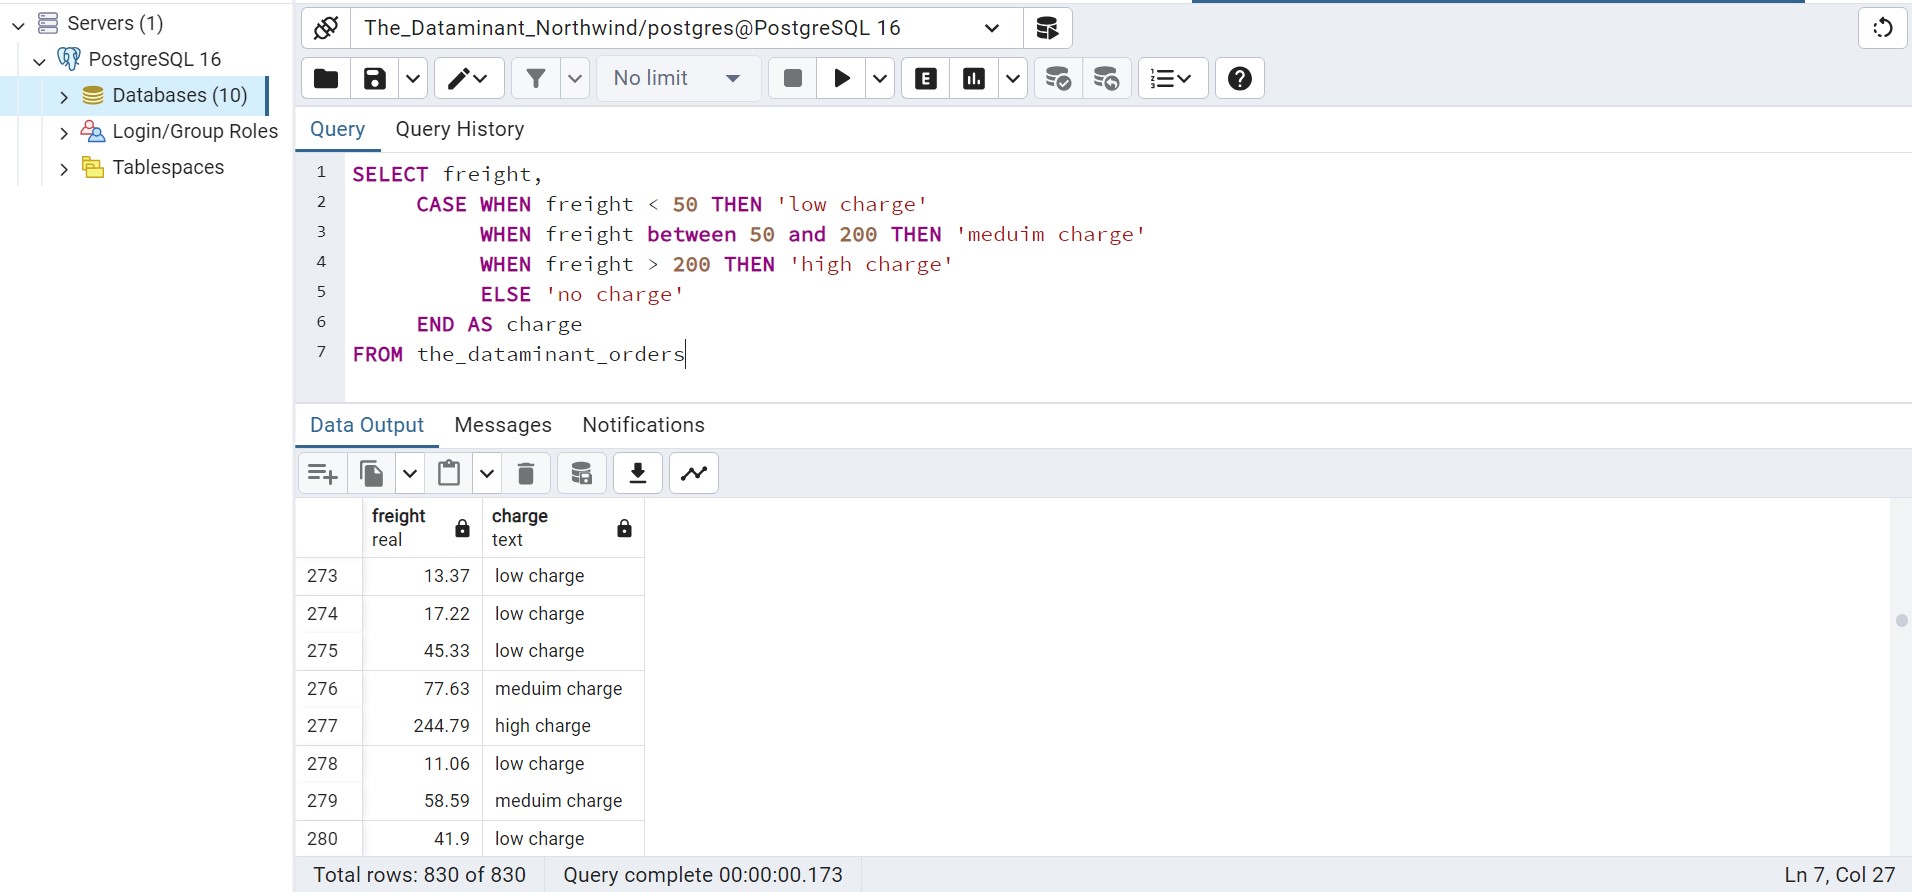 Servers (1)
PostgreSQL 16
Databases (10)
Login/Group Roles
Tablespaces
The_Dataminant_Northwind/postgres@PostgreSQL 16
No limit
E
Query Query History
1 SELECT freight,
2 CASE WHEN freight < 50 THEN 'low charge'
3 WHEN freight between 50 and 200 THEN 'meduim charge'
4 WHEN freight > 200 THEN 'high charge'
5 ELSE 'no charge'
6 END AS charge
7 FROM the_dataminant_orders
Data Output Messages Notifications
freight charge
real text
273 13.37 low charge
274 17.22 low charge
275 45.33 low charge
276 77.63 meduim charge
277 244.79 high charge
278 11.06 low charge
279 58.59 meduim charge
280 41.9 low charge
Total rows: 830 of 830 Query complete 00:00:00.173 Ln 7, Col 27